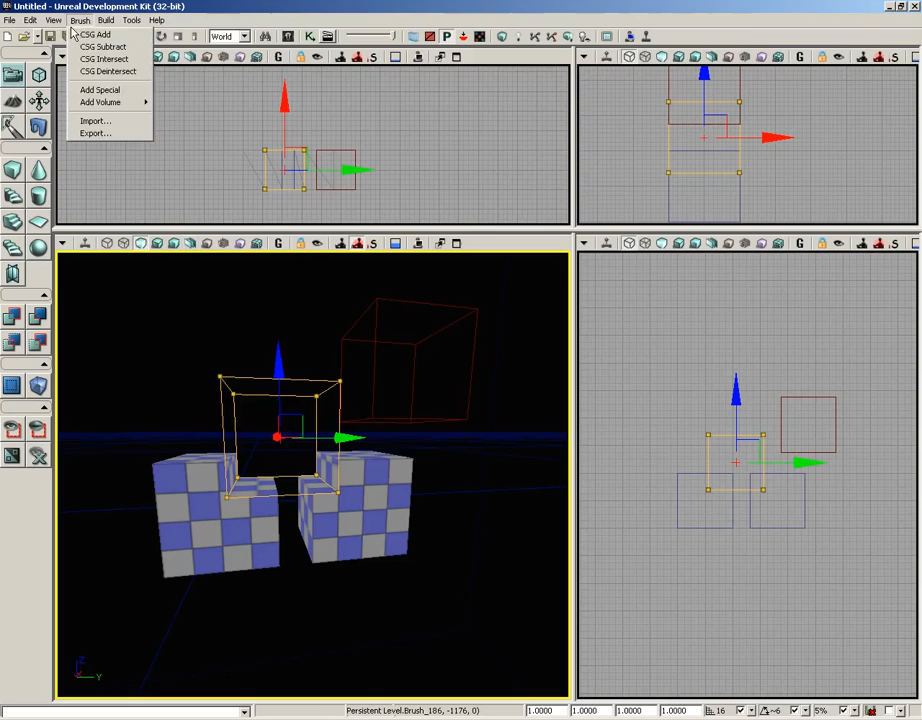 Untitled - Unreal Development Kit (32-bit)
File Edit View Brush Build Tools Help
World
K
P
CSG Add
CSG Subtract
CSG Intersect
CSG Deintersect
Add Special
Add Volume
Import...
Export...
G
S
G
S
G
S
Z
Y
Persistent Level.Brush_186, -1176, 0)
1.0000
1.0000
1.0000
1.0000
16
6
5%